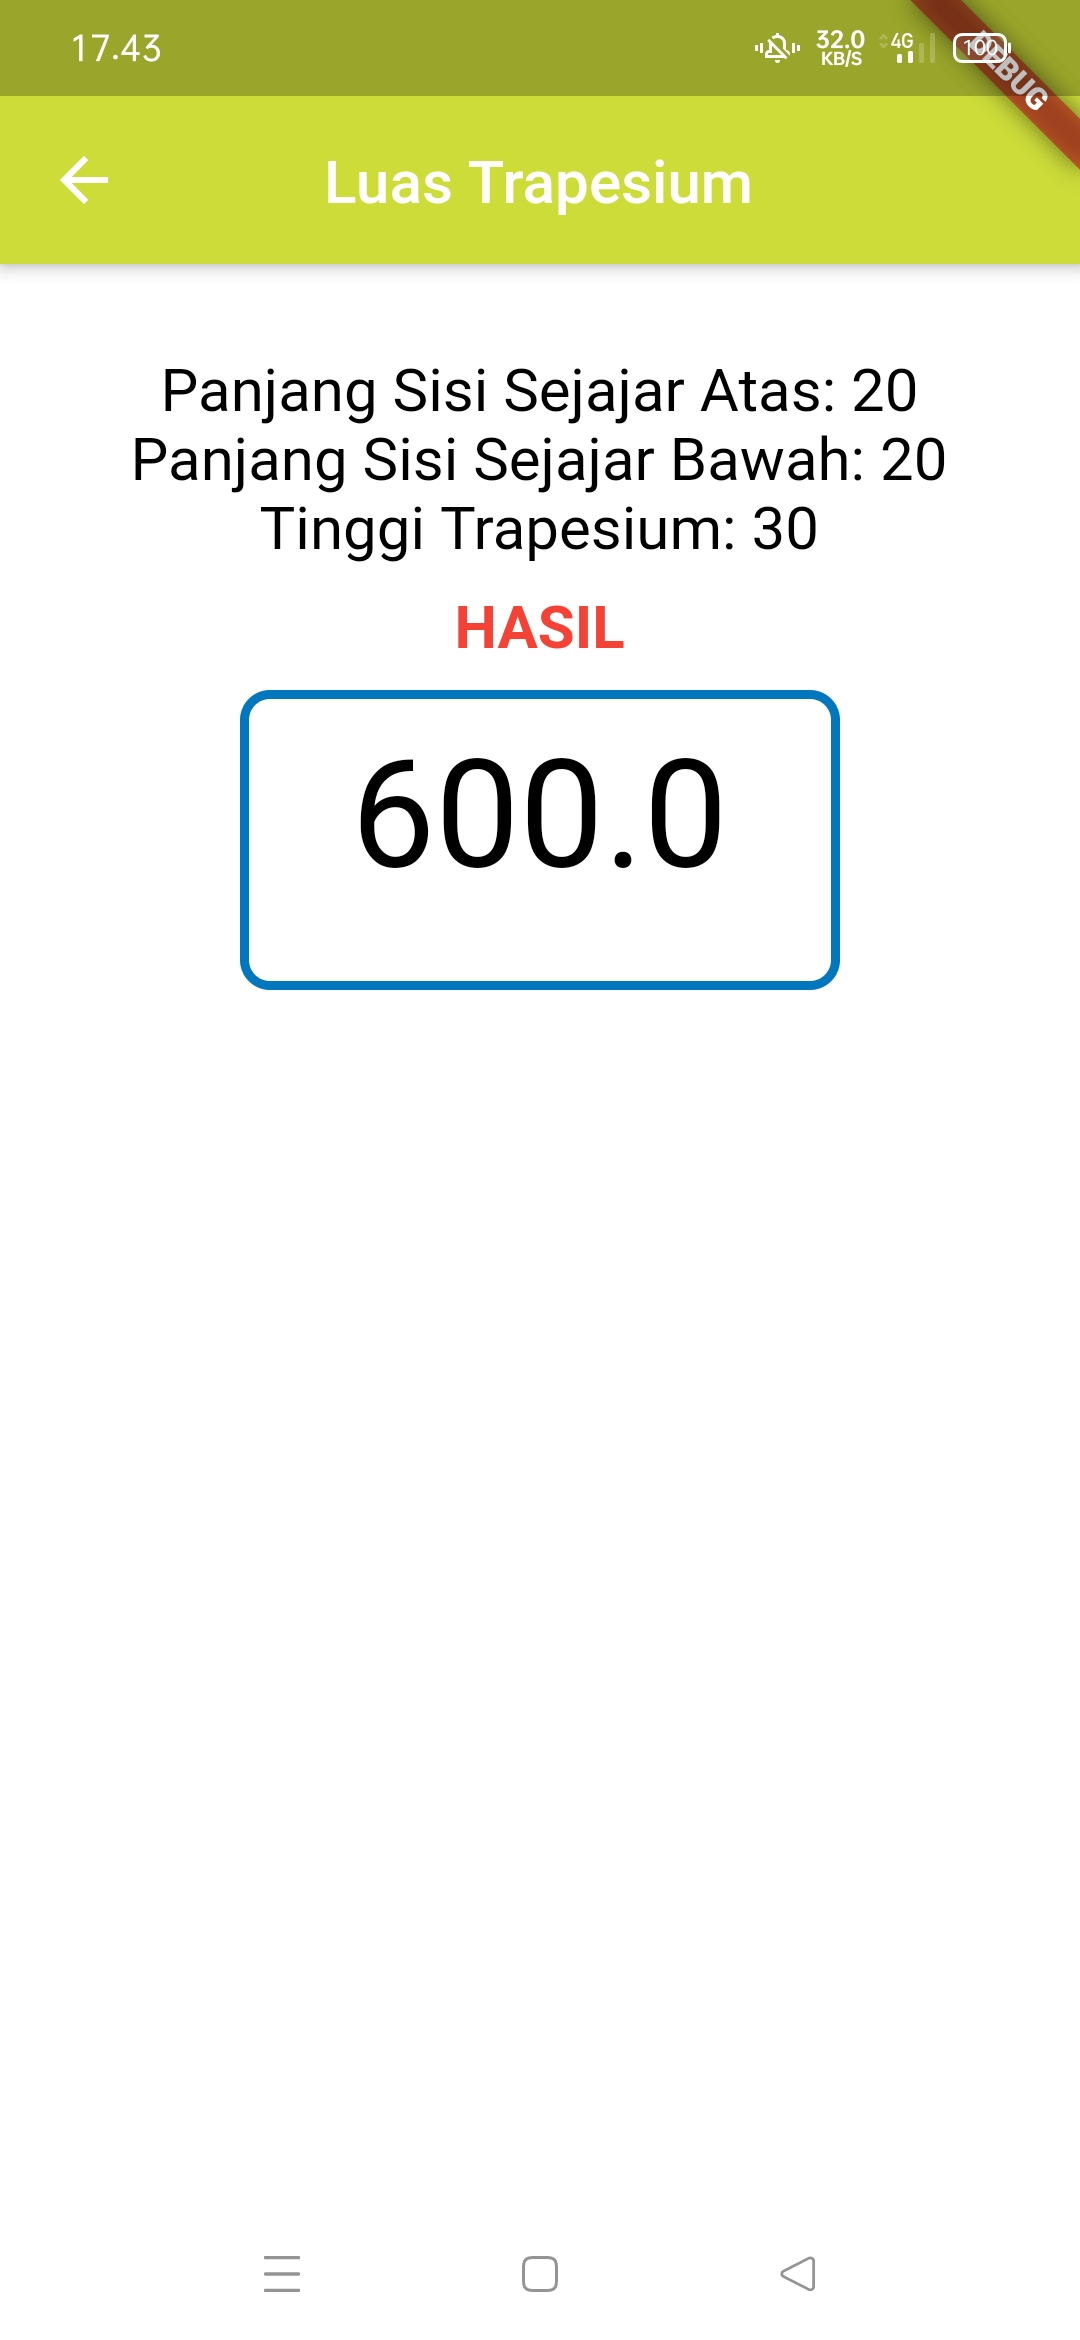 17.43
32.0
KB/S
4G
100
DEBUG
Luas Trapesium
Panjang Sisi Sejajar Atas: 20
Panjang Sisi Sejajar Bawah: 20
Tinggi Trapesium: 30
HASIL
600.0